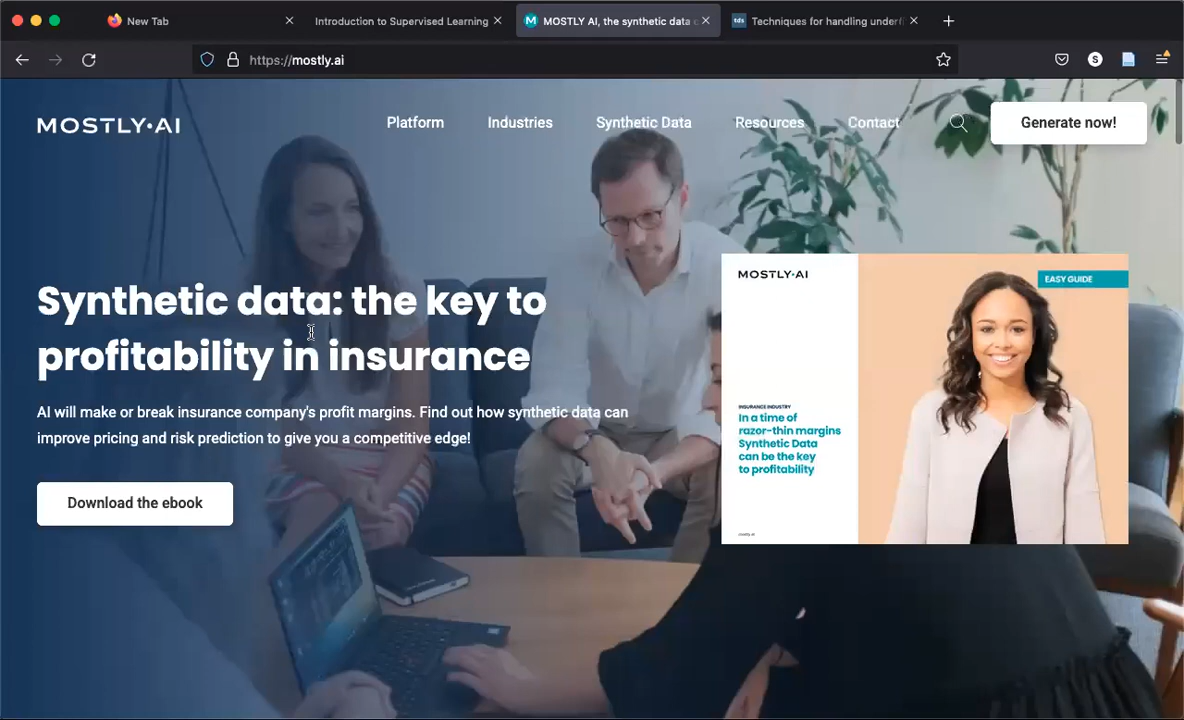 New Tab
Introduction to Supervised Learning
MOSTLY AI, the synthetic data
Techniques for handling underfi
https://mostly.ai
S
MOSTLY·AI
Platform
Industries
Synthetic Data
Resources
Contact
Generate now!
Synthetic data: the key to
profitability in insurance
AI will make or break insurance company's profit margins. Find out how synthetic data can
improve pricing and risk prediction to give you a competitive edge!
Download the ebook
MOSTLY·AI
EASY GUIDE
INSURANCE INDUSTRY
In a time of
razor-thin margins
Synthetic Data
can be the key
to profitability
mostly.ai